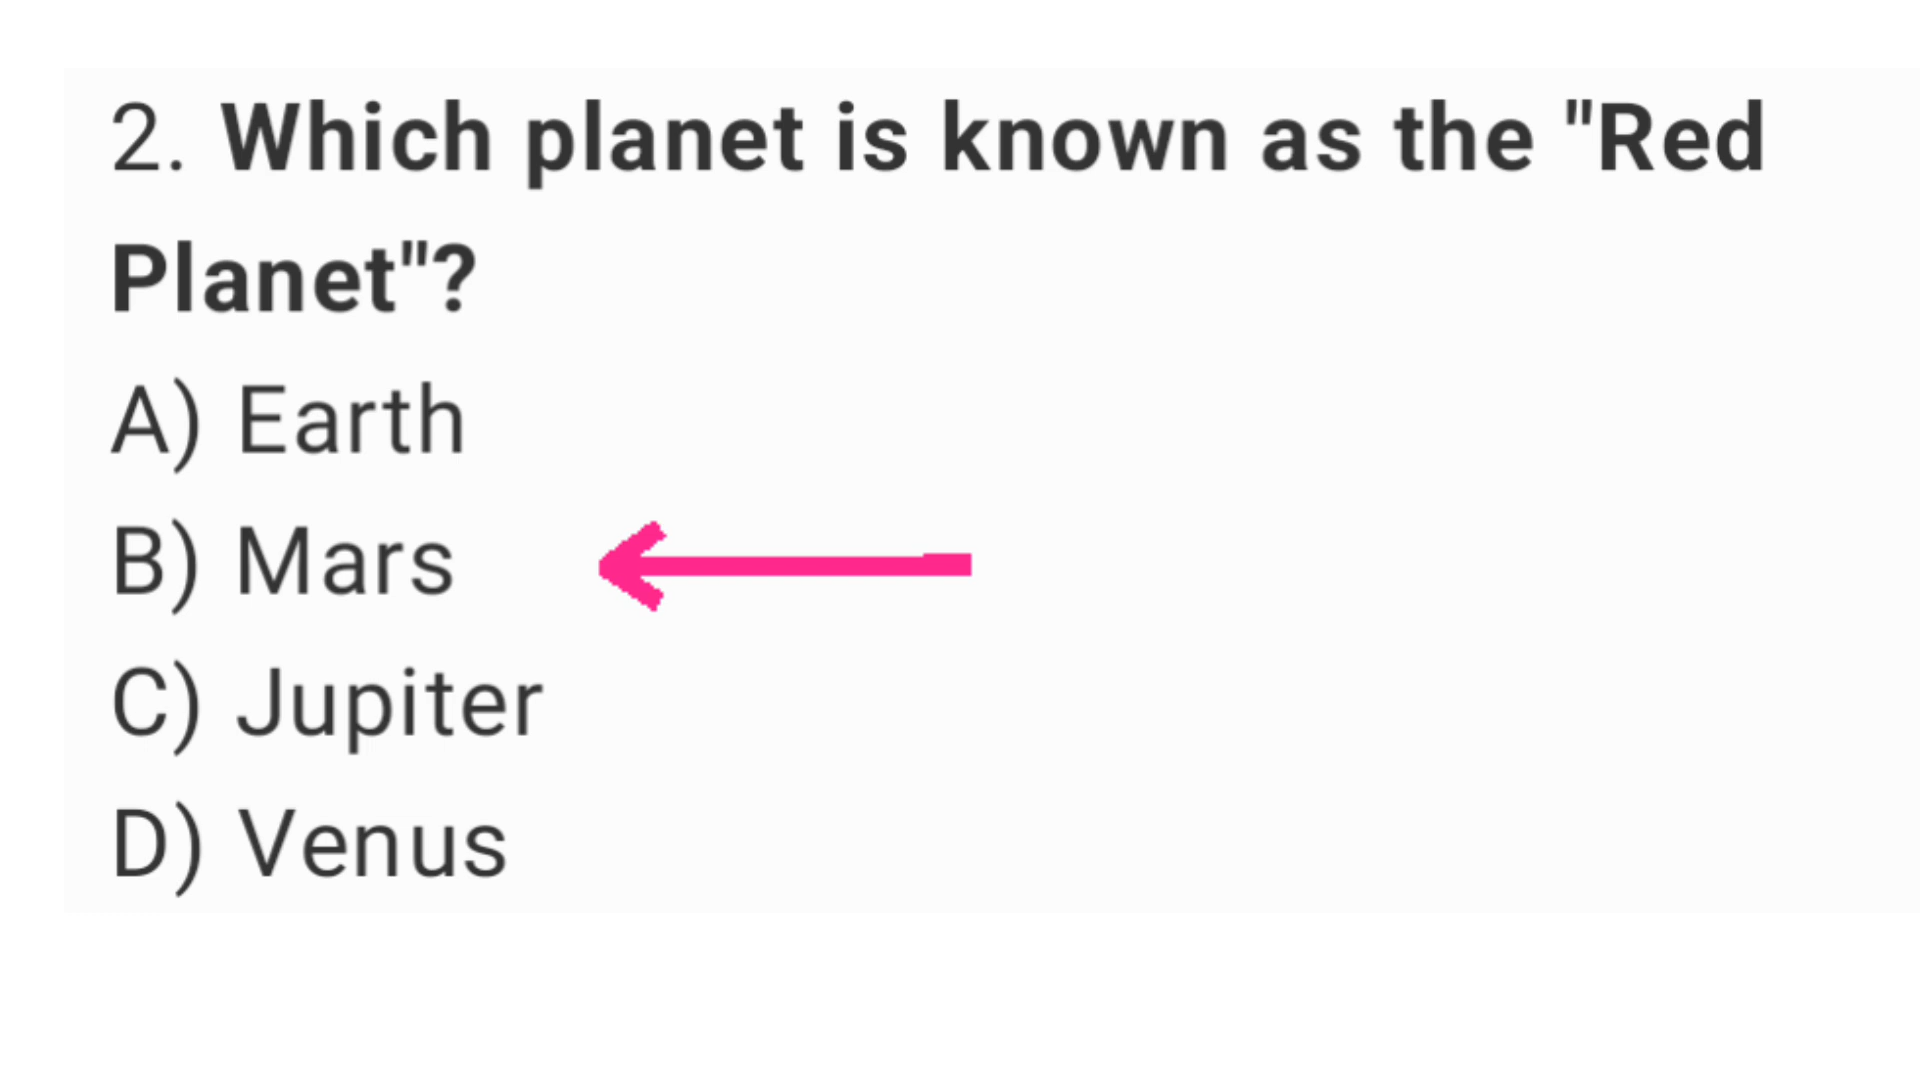 2. Which planet is known as the "Red
Planet"?
A) Earth
B) Mars
C) Jupiter
D) Venus